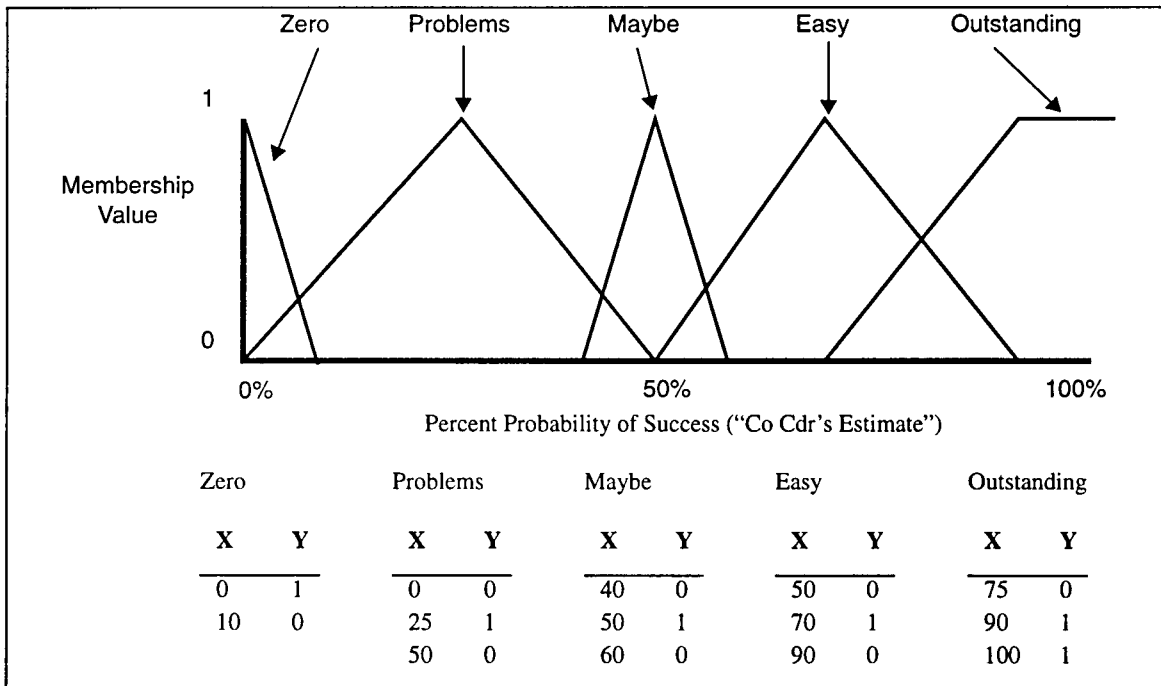 Zero Problems Maybe Easy Outstanding
1
Membership
Value
0
0% 50% 100%
Percent Probability of Success (“Co Cdr’s Estimate”)
Zero Problems Maybe Easy Outstanding
X Y X Y X Y X Y X Y
0 1 0 0 40 0 50 0 75 0
10 0 25 1 50 1 70 1 90 1
50 0 60 0 90 0 100 1